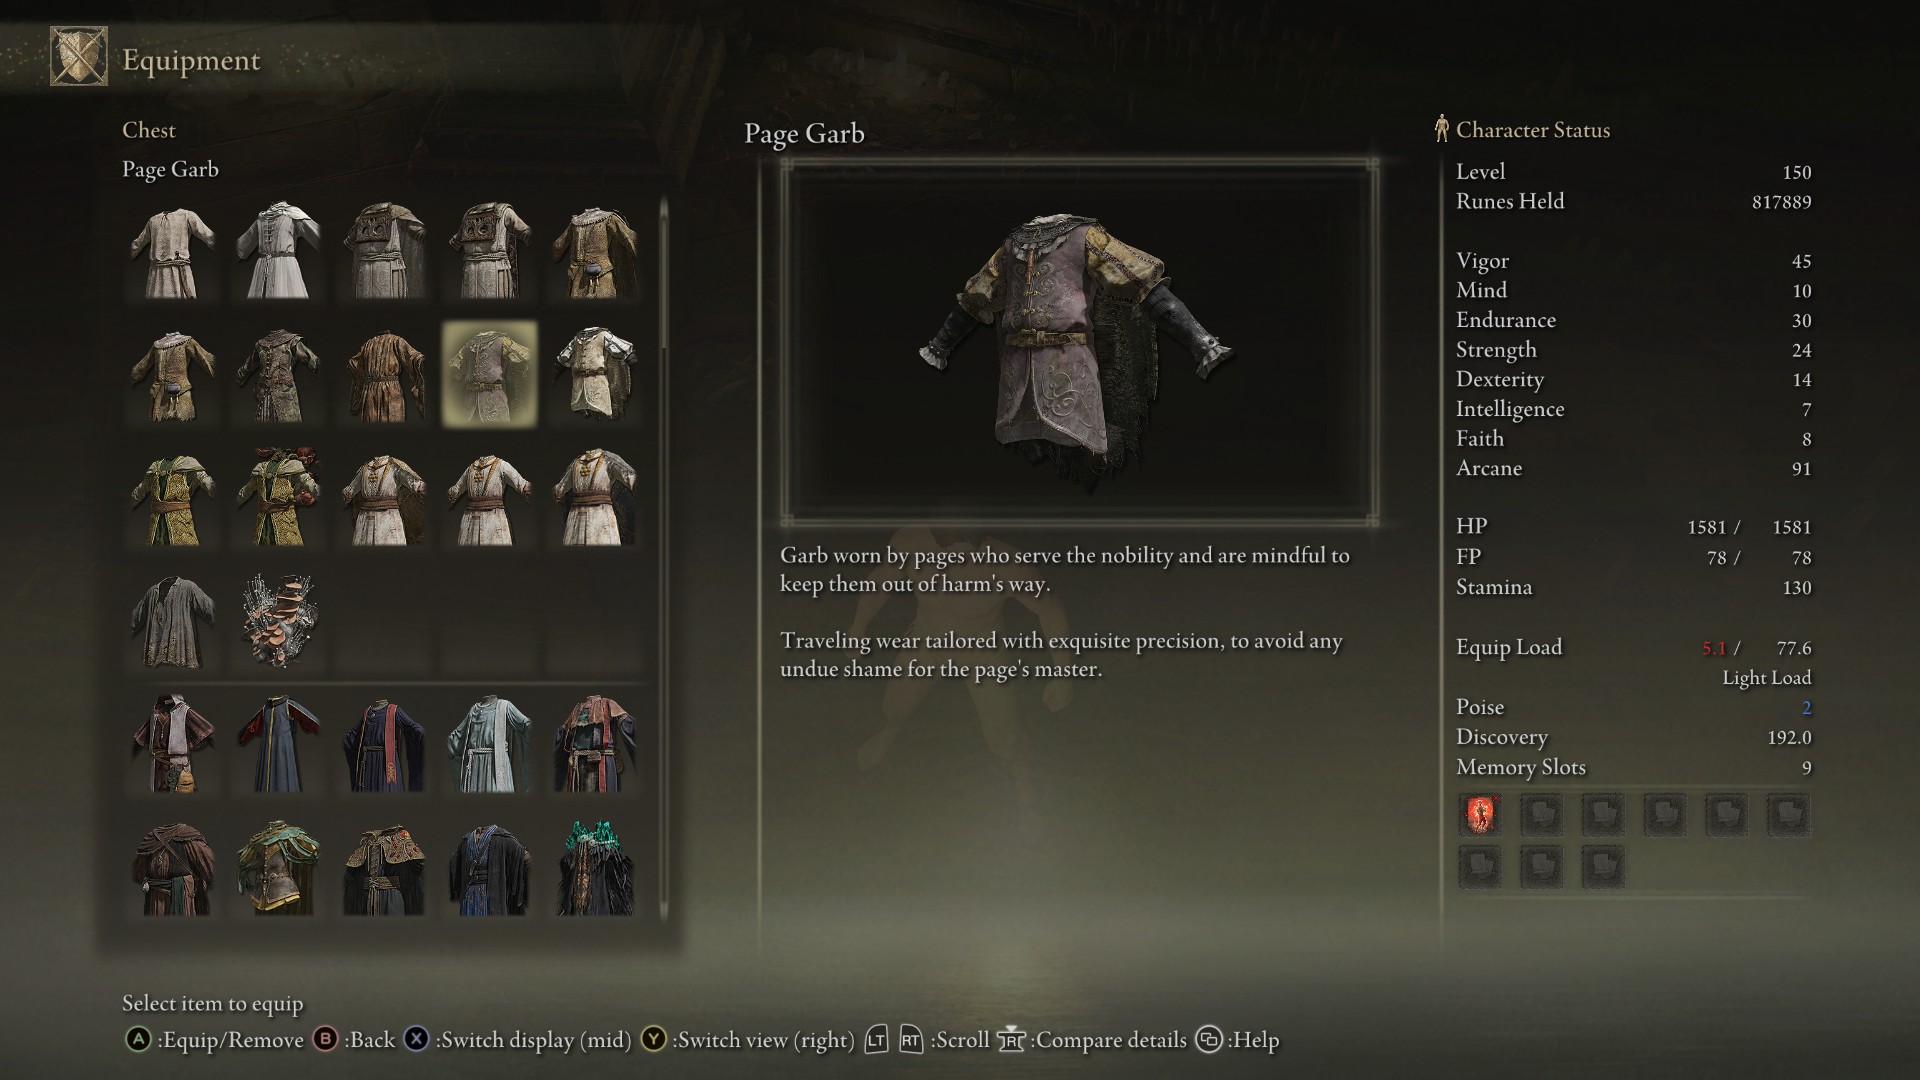 Equipment
Chest
Page Garb
Page Garb
Garb worn by pages who serve the nobility and are mindful to
keep them out of harm's way.
Traveling wear tailored with exquisite precision, to avoid any
undue shame for the page's master.
Character Status
Level 150
Runes Held 817889
Vigor 45
Mind 10
Endurance 30
Strength 24
Dexterity 14
Intelligence 7
Faith 8
Arcane 91
HP 1581 / 1581
FP 78 / 78
Stamina 130
Equip Load 5.1 / 77.6
Light Load
Poise 2
Discovery 192.0
Memory Slots 9
Select item to equip
A :Equip/Remove B :Back X :Switch display (mid) Y :Switch view (right) LT RT :Scroll R :Compare details :Help